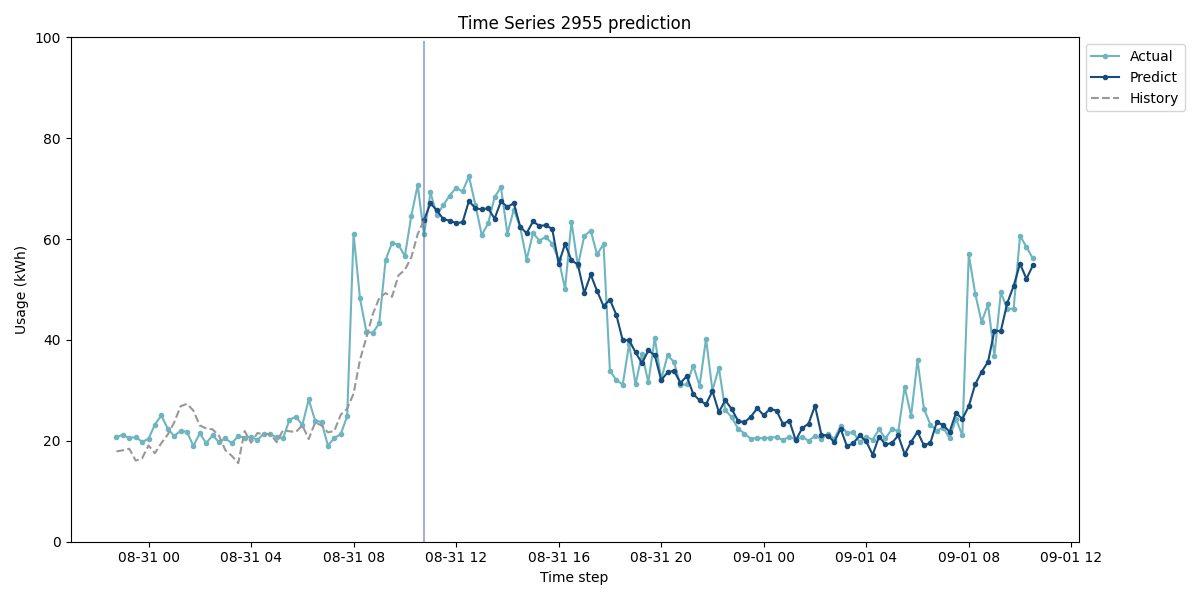 Time Series 2955 prediction
100
80
60
40
20
0
Usage (kWh)
08-31 00 08-31 04 08-31 08 08-31 12 08-31 16 08-31 20 09-01 00 09-01 04 09-01 08 09-01 12
Time step
Actual
Predict
History